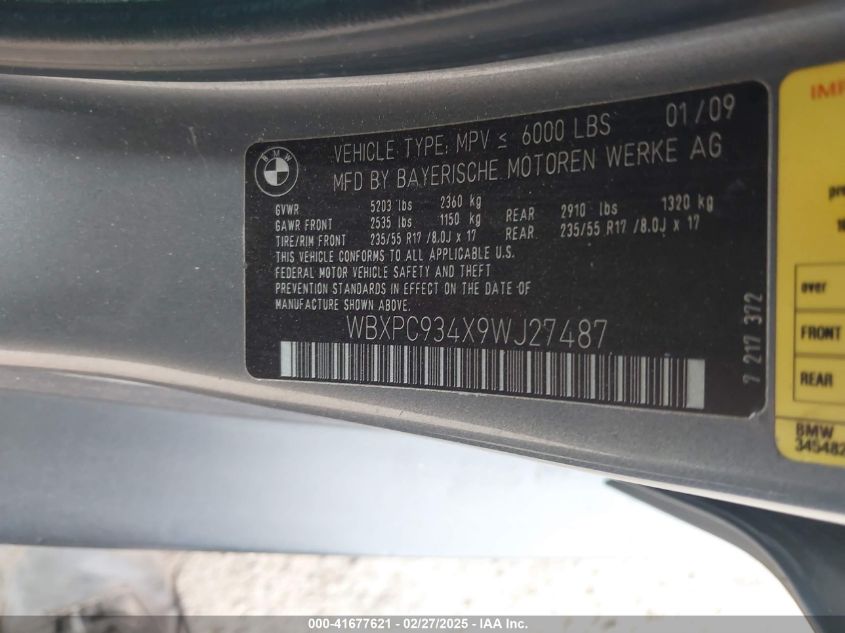 BMW
VEHICLE TYPE: MPV ≤ 6000 LBS 01/09
MFD BY BAYERISCHE MOTOREN WERKE AG
GVWR 5203 lbs 2360 kg
GAWR FRONT 2535 lbs 1150 kg REAR 2910 lbs 1320 kg
TIRE/RIM FRONT 235/55 R17 /8.0J x 17 REAR 235/55 R17 /8.0J x 17
THIS VEHICLE CONFORMS TO ALL APPLICABLE U.S.
FEDERAL MOTOR VEHICLE SAFETY AND THEFT
PREVENTION STANDARDS IN EFFECT ON THE DATE OF
MANUFACTURE SHOWN ABOVE.
WBXPC934X9WJ27487
7 217 372
over
FRONT
REAR
BMW
000-41677621 - 02/27/2025 - IAAI.com, Inc.